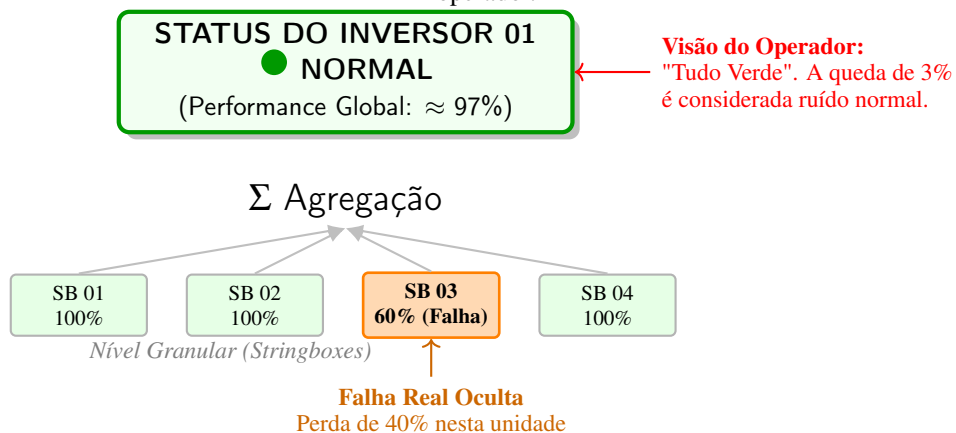 STATUS DO INVERSOR 01
NORMAL
(Performance Global: ≈ 97%)
Visão do Operador:
"Tudo Verde". A queda de 3%
é considerada ruído normal.
Σ Agregação
SB 01
100%
SB 02
100%
SB 03
60% (Falha)
SB 04
100%
Nível Granular (Stringboxes)
Falha Real Oculta
Perda de 40% nesta unidade